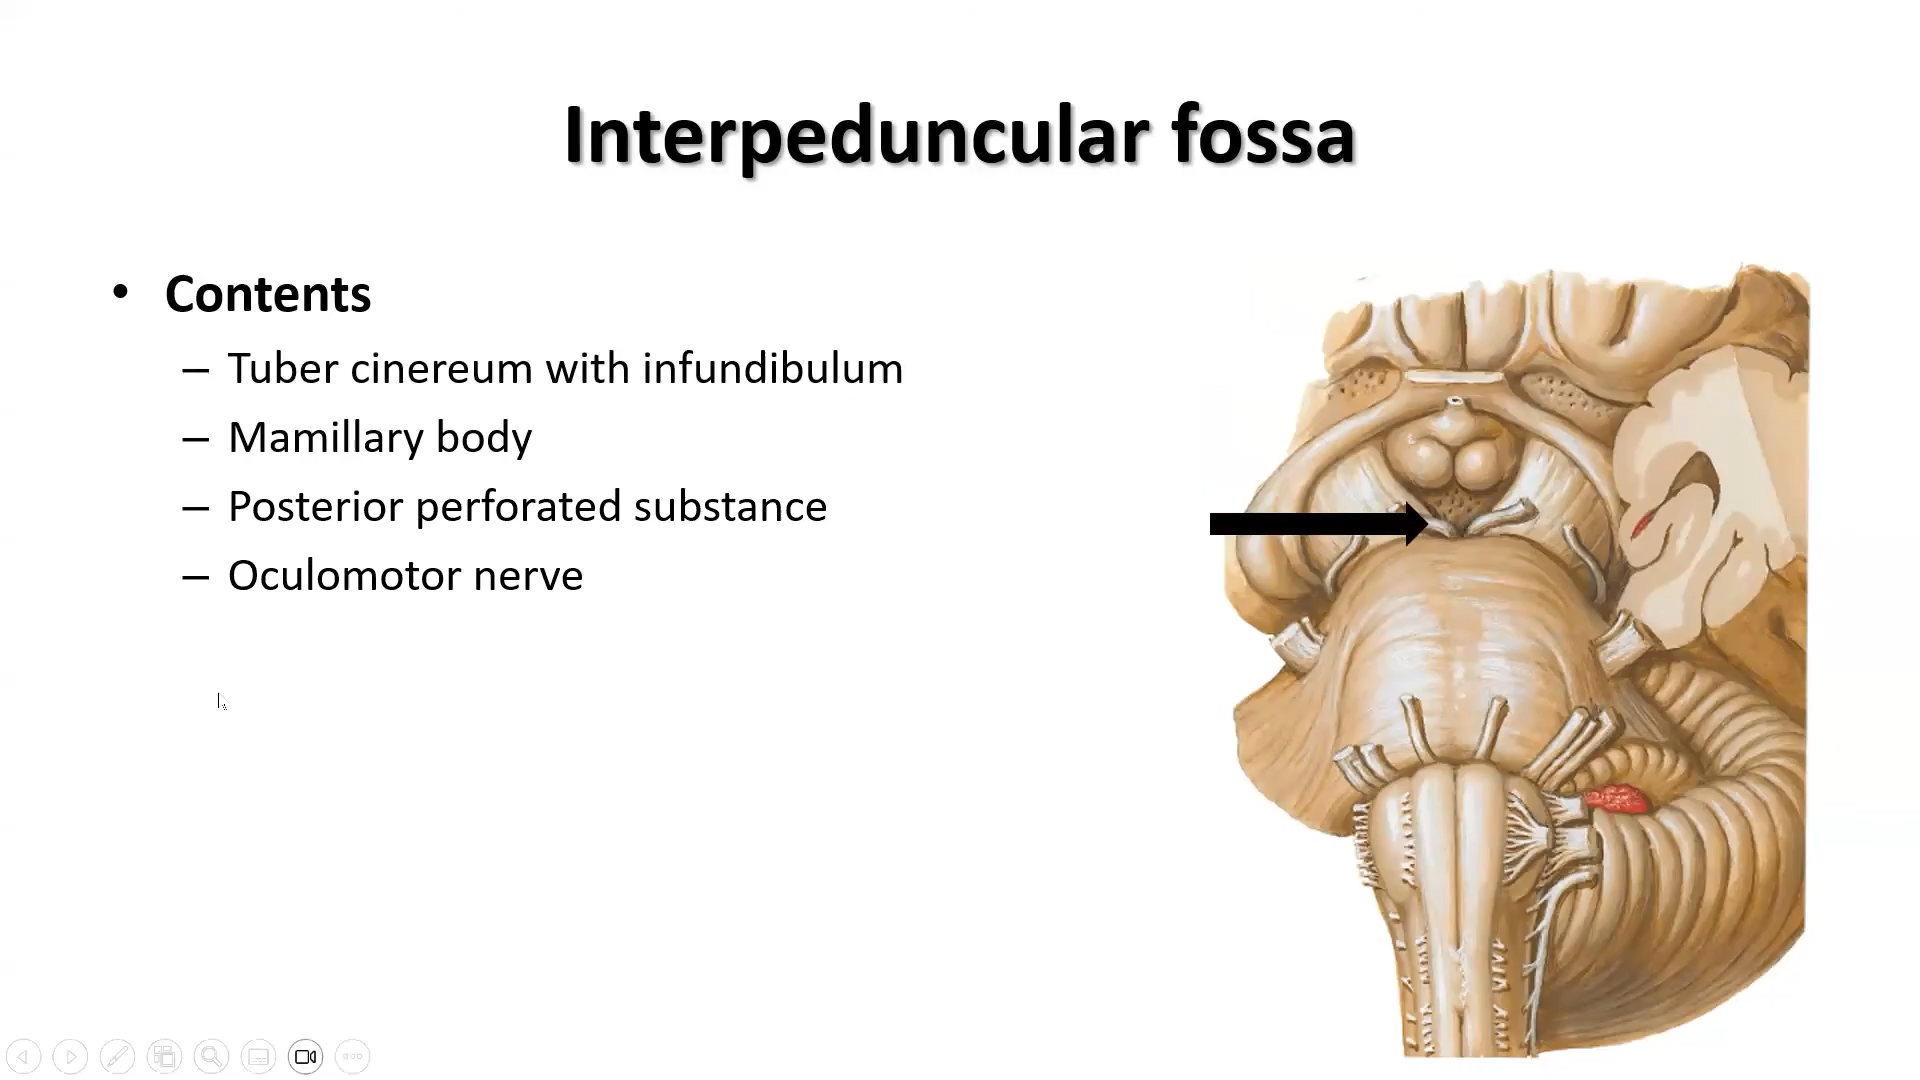 Interpeduncular fossa
• Contents
– Tuber cinereum with infundibulum
– Mamillary body
– Posterior perforated substance
– Oculomotor nerve